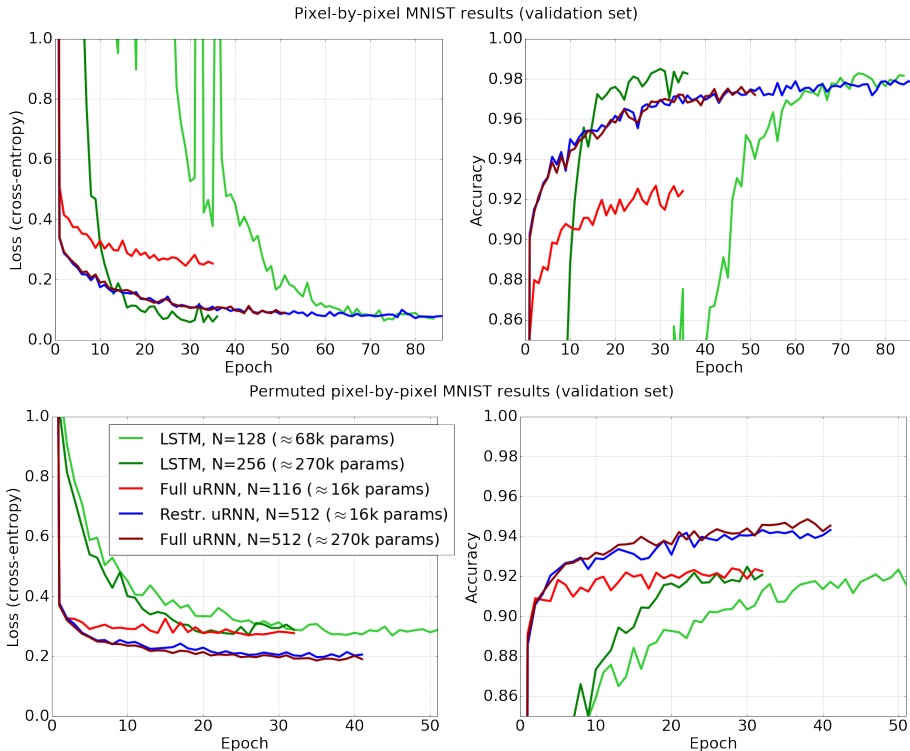 Pixel-by-pixel MNIST results (validation set)
1.0
0.8
0.6
0.4
0.2
0.0
Loss (cross-entropy)
0 10 20 30 40 50 60 70 80
Epoch
0.98
0.96
0.94
0.92
0.90
0.88
0.86
Accuracy
0 10 20 30 40 50 60 70 80
Epoch
Permuted pixel-by-pixel MNIST results (validation set)
1.0
0.8
0.6
0.4
0.2
0.0
Loss (cross-entropy)
LSTM, N=128 (≈68k params)
LSTM, N=256 (≈270k params)
Full uRNN, N=116 (≈16k params)
Restr. uRNN, N=512 (≈16k params)
Full uRNN, N=512 (≈270k params)
0 10 20 30 40 50
Epoch
1.00
0.98
0.96
0.94
0.92
0.90
0.88
0.86
Accuracy
0 10 20 30 40 50
Epoch